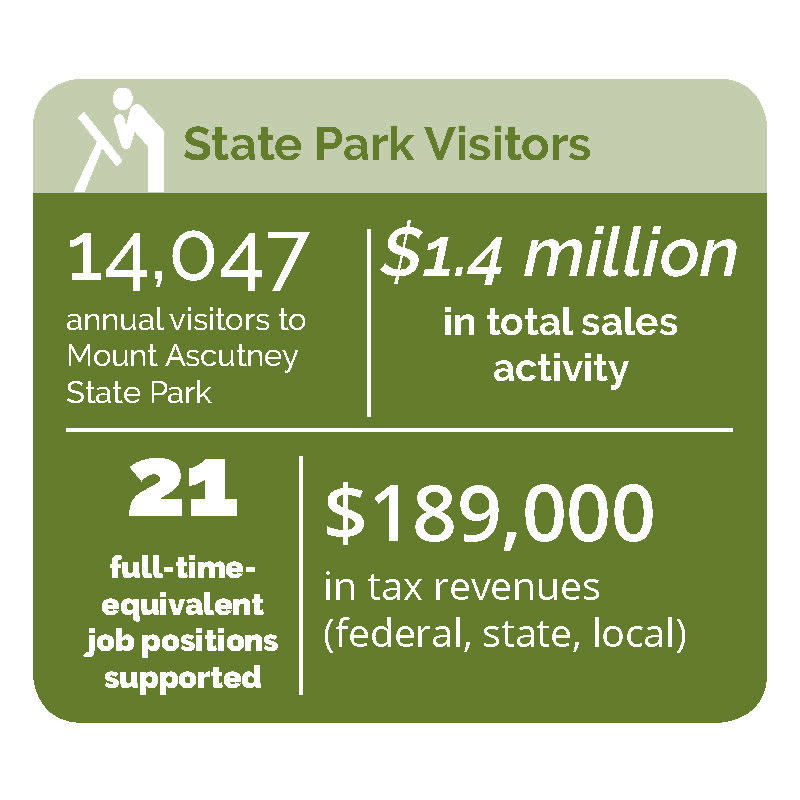 State Park Visitors
14,047
annual visitors to
Mount Ascutney
State Park
$1.4 million
in total sales
activity
21
full-time-
equivalent
job positions
supported
$189,000
in tax revenues
(federal, state, local)